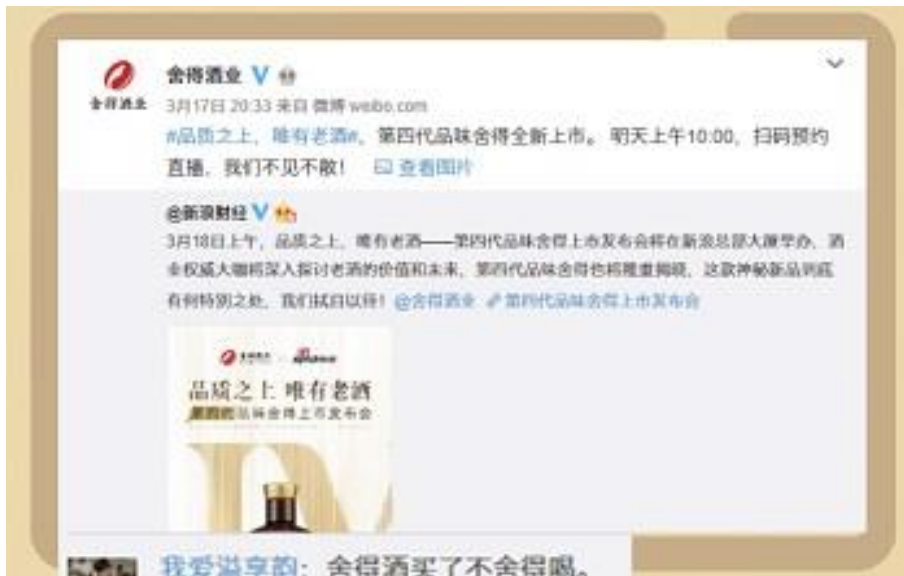 舍得酒业
舍得酒业
3月17日 20:33 来自 微博 weibo.com
#品质之上，唯有老酒#，第四代品味舍得全新上市。明天上午10:00，扫码预约
直播，我们不见不散！ 查看图片
@新浪财经
3月18日上午，品质之上，唯有老酒——第四代品味舍得上市发布会将在新浪总部大厦举办，酒
业权威大咖将深入探讨老酒的价值和未来，第四代品味舍得也将隆重揭晓，这款神秘新品到底
有何特别之处，我们拭目以待！@舍得酒业 第四代品味舍得上市发布会
品质之上 唯有老酒
第四代品味舍得上市发布会
我爱溢享韵：舍得酒买了不舍得喝。